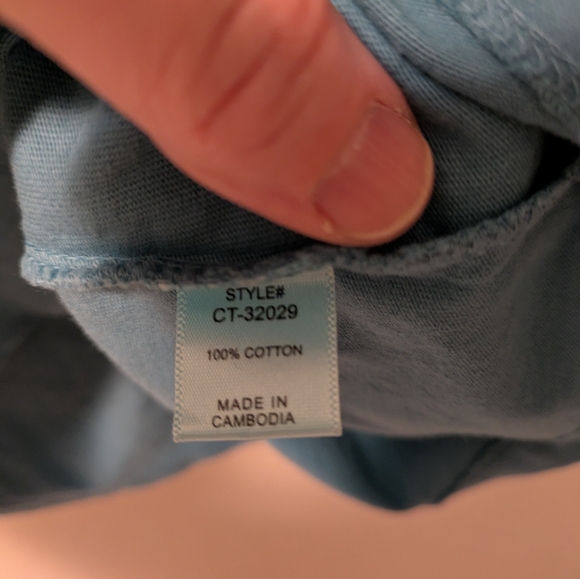 STYLE#
CT-32029
100% COTTON
MADE IN
CAMBODIA